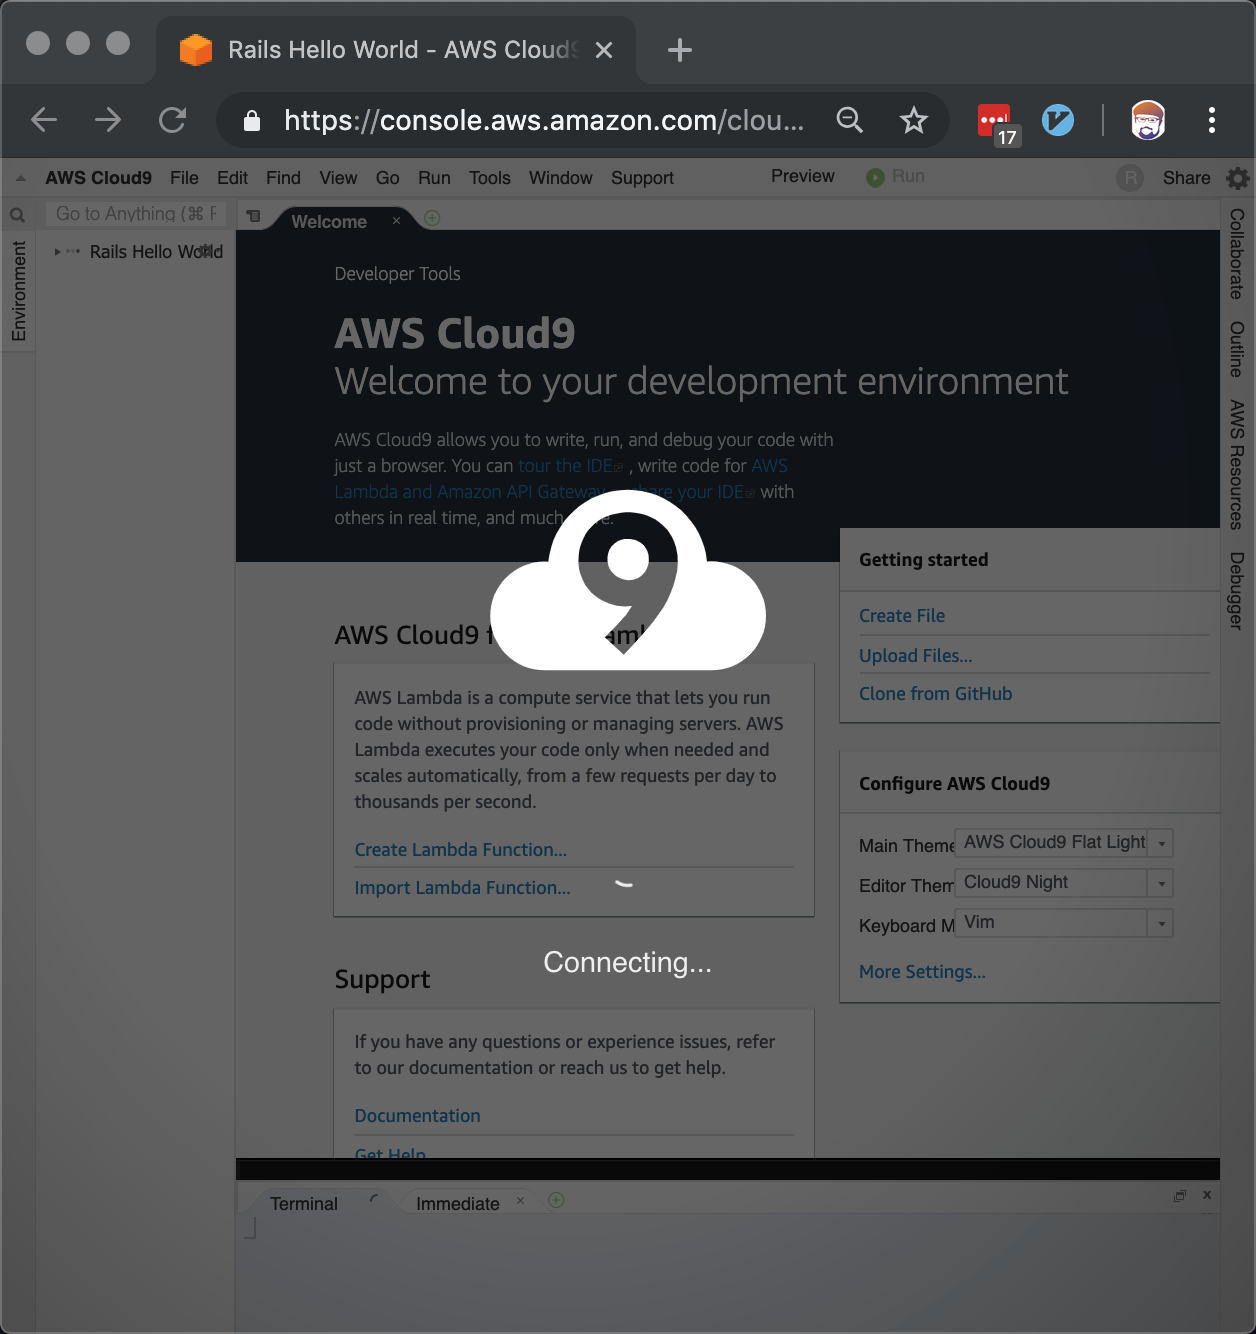 Rails Hello World - AWS Cloud9
https://console.aws.amazon.com/clou...
17
AWS Cloud9 File Edit Find View Go Run Tools Window Support Preview Run R Share
Go to Anything (⌘ P
Welcome
Rails Hello World
Environment
Collaborate
Outline
AWS Resources
Debugger
Developer Tools
AWS Cloud9
Welcome to your development environment
AWS Cloud9 allows you to write, run, and debug your code with
just a browser. You can tour the IDE , write code for AWS
Lambda and Amazon API Gateway share your IDE with
others in real time, and much
9
Getting started
Create File
Upload Files...
Clone from GitHub
AWS Cloud9
AWS Lambda is a compute service that lets you run
code without provisioning or managing servers. AWS
Lambda executes your code only when needed and
scales automatically, from a few requests per day to
thousands per second.
Create Lambda Function...
Import Lambda Function...
Configure AWS Cloud9
Main Theme AWS Cloud9 Flat Light
Editor Them Cloud9 Night
Keyboard M Vim
More Settings...
Connecting...
Support
If you have any questions or experience issues, refer
to our documentation or reach us to get help.
Documentation
Get Help
Terminal Immediate